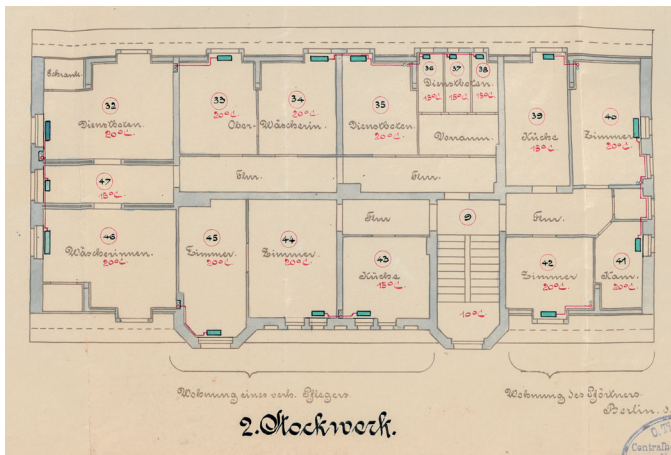 Schrank.
32
Dienstboten.
20°C.
33
20°C.
Ober-
34
20°C.
Wäscherin.
35
Dienstboten.
20°C.
36
37
38
Dienstboten.
15°C.
15°C.
15°C.
Vorraum.
39
Küche
15°C.
40
Zimmer
20°C.
47
15°C.
Flur.
Flur.
46
Wäscherinnen.
20°C.
45
Zimmer
20°C.
44
Zimmer.
20°C.
Flur
43
Küche
15°C.
9
10°C.
Flur.
42
Zimmer
20°C.
41
Kam.
20°C.
Wohnung eines verh. Pflegers.
Wohnung des Pförtners.
Berlin, d
2. Stockwerk.